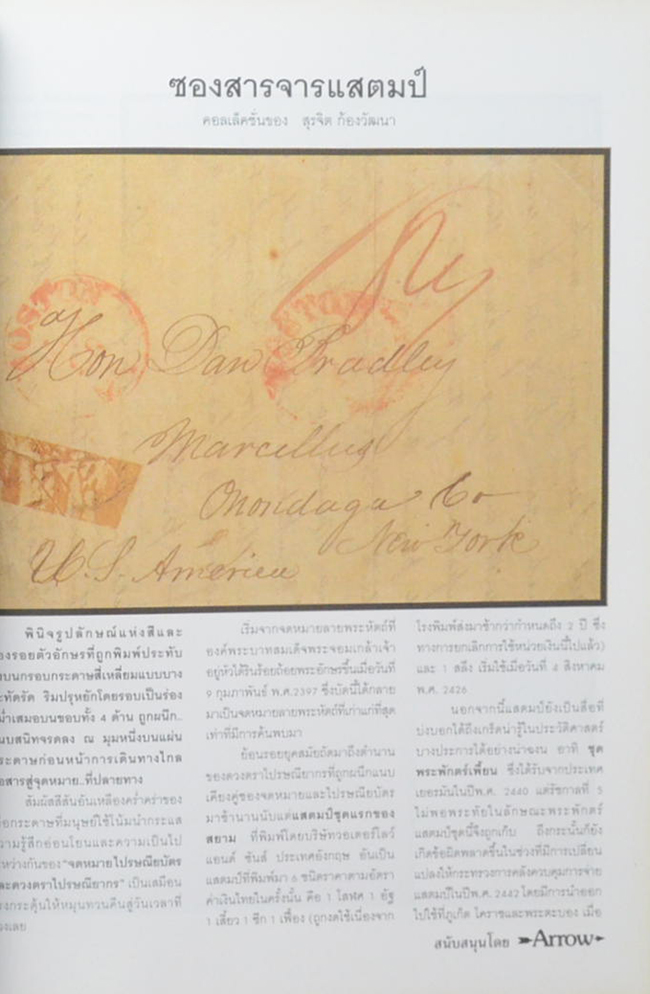 ซองสารจารแสตมป์
คอลเล็คชั่นของ สุรจิต ก้องวัฒนา
BOSTON
Hon Dan Bradley
Marcellus
Onondaga Co
New York
U.S. America
พินิจรูปลักษณ์แห่งสีและ
องรอยตัวอักษรที่ถูกพิมพ์ประทับ
บนกรอบกระดาษสี่เหลี่ยมแบบบาง
ะทัดรัด ริมปรุหยักโดยรอบเป็นร่อง
ม่ำเสมอบนขอบทั้ง 4 ด้าน ถูกผนึก..
นบสนิทจรดลง ณ มุมหนึ่งบนแผ่น
ระดาษก่อนหน้าการเดินทางไกล
อสารสู่จุดหมาย..ที่ปลายทาง
สัมผัสสีสันอันเหลืองคร่ำคร่าของ
อกระดาษที่มนุษย์ใช้โน้มนำกระแส
วามรู้สึกอ่อนโยนและความเป็นไป
หว่างกันของ "จดหมายไปรษณียบัตร
ละดวงตราไปรษณียากร" เป็นเสมือน
รงกระตุ้นให้หมุนทวนคืนสู่วันเวลาที่
วงเลย
เริ่มจากจดหมายลายพระหัตถ์ที่
องค์พระบาทสมเด็จพระจอมเกล้าเจ้า
อยู่หัวได้รินร้อยถ้อยพระอักษรขึ้นเมื่อวันที่
9 กุมภาพันธ์ พ.ศ.2397 ซึ่งบัดนี้ได้กลาย
มาเป็นจดหมายลายพระหัตถ์ที่เก่าแก่ที่สุด
เท่าที่มีการค้นพบมา
ย้อนรอยยุคสมัยถัดมาถึงตำนาน
ของดวงตราไปรษณียากรที่ถูกผนึกแนบ
เคียงคู่ของจดหมายและไปรษณียบัตร
มาช้านานนับแต่แสตมป์ชุดแรกของ
สยาม ที่พิมพ์โดยบริษัทวอเตอร์โลว์
แอนด์ ซันส์ ประเทศอังกฤษ อันเป็น
แสตมป์ที่พิมพ์มา 6 ชนิดราคาตามอัตรา
ค่าเงินไทยในครั้งนั้น คือ 1 โสฬศ 1 อัฐ
1 เสี้ยว 1 ซีก 1 เฟื้อง (ถูกงดใช้เนื่องจาก
โรงพิมพ์ส่งมาช้ากว่ากำหนดถึง 2 ปี ซึ่ง
ทางการยกเลิกการใช้หน่วยเงินนี้ไปแล้ว)
และ 1 สลึง เริ่มใช้เมื่อวันที่ 4 สิงหาคม
พ.ศ. 2426
นอกจากนี้แสตมป์ยังเป็นสื่อที่
บ่งบอกได้ถึงเกร็ดน่ารู้ในประวัติศาสตร์
บางประการได้อย่างน่าฉงน อาทิ ชุด
พระพักตร์เพี้ยน ซึ่งได้รับจากประเทศ
เยอรมันในปีพ.ศ. 2440 แต่รัชกาลที่ 5
ไม่พอพระทัยในลักษณะพระพักตร์
แสตมป์ชุดนี้จึงถูกเก็บ ถึงกระนั้นก็ยัง
เกิดข้อผิดพลาดขึ้นในช่วงที่มีการเปลี่ยน
แปลงให้กระทรวงการคลังควบคุมการจ่าย
แสตมป์ในปีพ.ศ. 2442 โดยมีการนำออก
ไปใช้ที่ภูเก็ต โคราชและพระตะบอง เมื่อ
สนับสนุนโดย ARROW